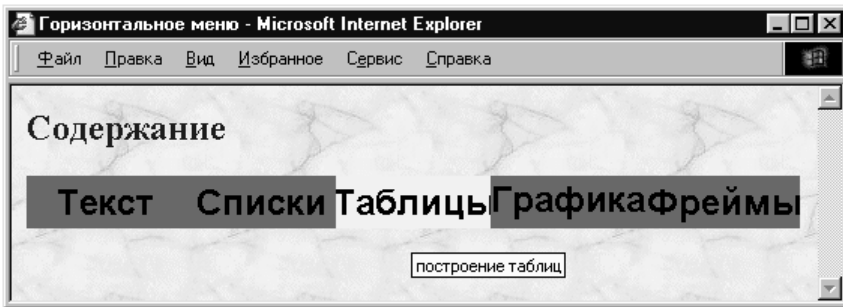 Горизонтальное меню - Microsoft Internet Explorer
Файл Правка Вид Избранное Сервис Справка
Содержание
Текст Списки Таблицы Графика Фреймы
построение таблиц